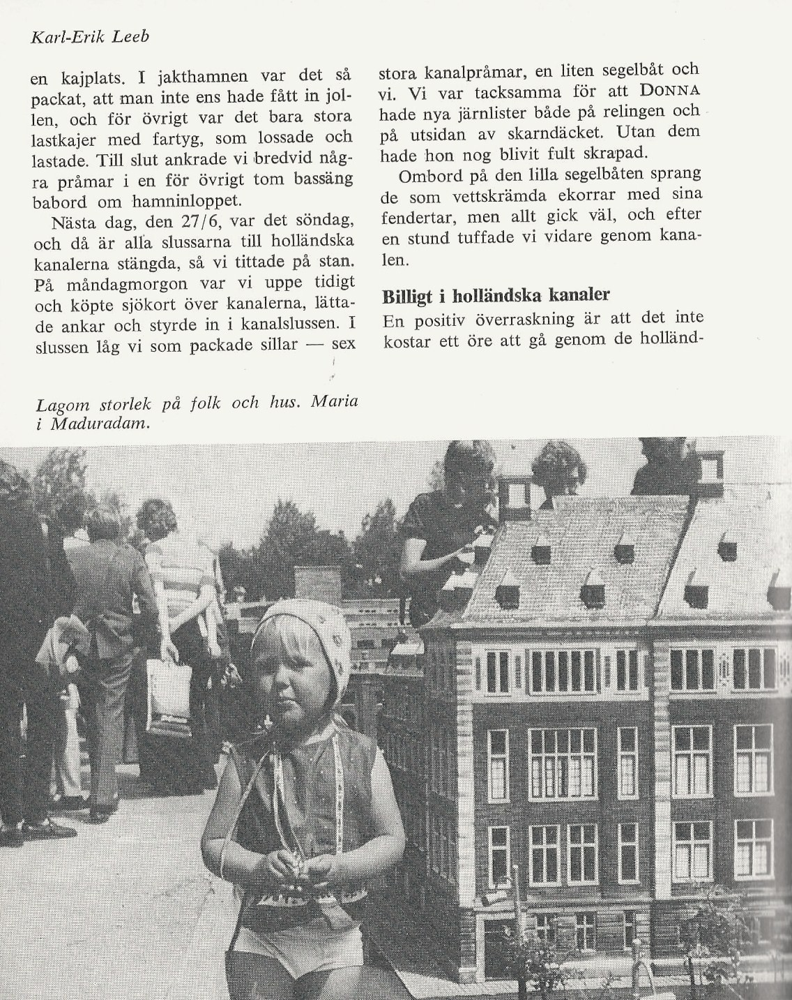 Karl-Erik Leeb
en kajplats. I jakthamnen var det så
packat, att man inte ens hade fått in jol-
len, och för övrigt var det bara stora
lastkajer med fartyg, som lossade och
lastade. Till slut ankrade vi bredvid någ-
ra pråmar i en för övrigt tom bassäng
babord om hamninloppet.
Nästa dag, den 27/6, var det söndag,
och då är alla slussarna till holländska
kanalerna stängda, så vi tittade på stan.
På måndagmorgon var vi uppe tidigt
och köpte sjökort över kanalerna, lätta-
de ankar och styrde in i kanalslussen. I
slussen låg vi som packade sillar — sex
stora kanalpråmar, en liten segelbåt och
vi. Vi var tacksamma för att DONNA
hade nya järnlister både på relingen och
på utsidan av skarndäcket. Utan dem
hade hon nog blivit fult skrapad.
Ombord på den lilla segelbåten sprang
de som vettskrämda ekorrar med sina
fendertar, men allt gick väl, och efter
en stund tuffade vi vidare genom kana-
len.
Billigt i holländska kanaler
En positiv överraskning är att det inte
kostar ett öre att gå genom de holländ-
Lagom storlek på folk och hus. Maria
i Maduradam.